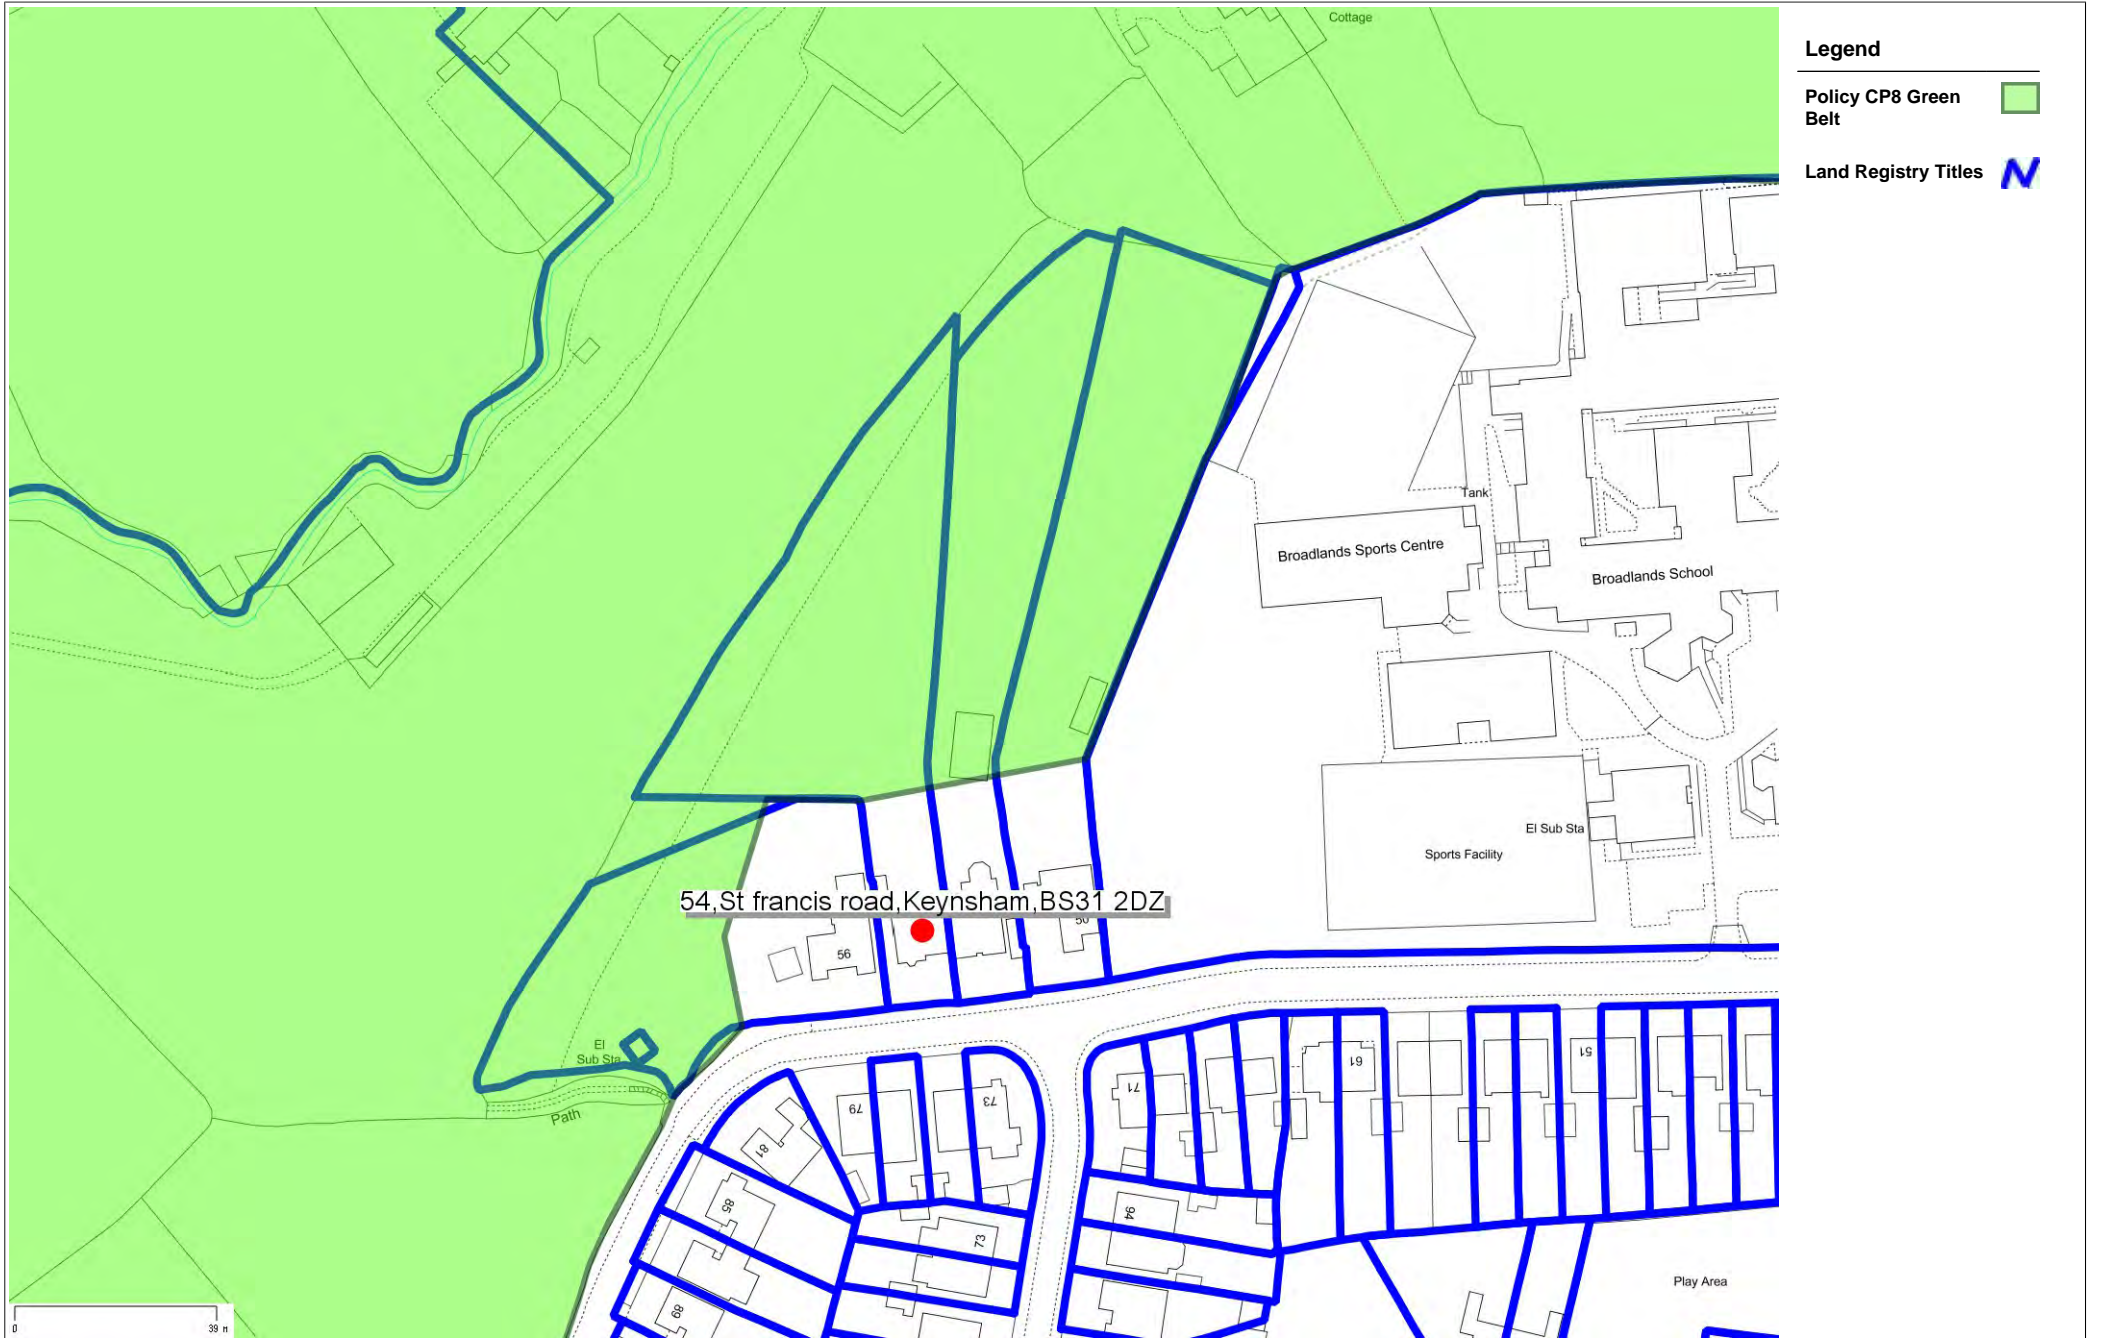 Cottage
Legend
Policy CP8 Green
Belt
Land Registry Titles
Tank
Broadlands Sports Centre
Broadlands School
El Sub Sta
Sports Facility
54,St francis road,Keynsham,BS31 2DZ
50
56
El
Sub Sta
Path
61
51
71
79
73
81
85
94
73
89
Play Area
0
39 m